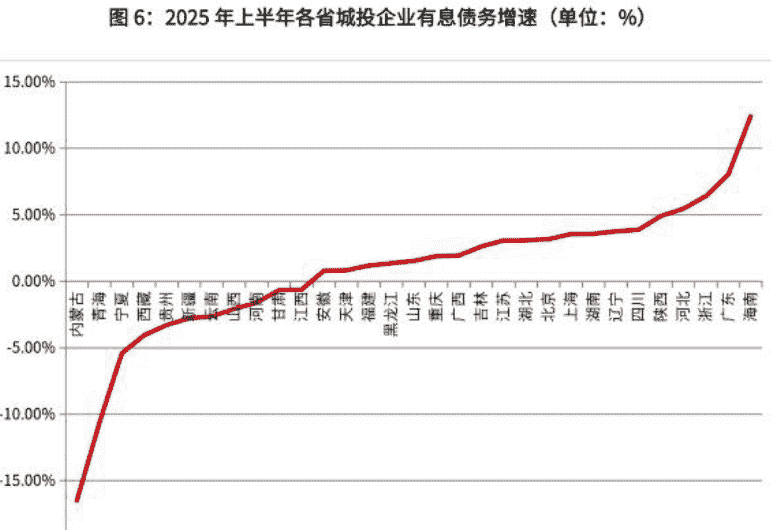 图 6：2025 年上半年各省城投企业有息债务增速（单位：%）
15.00%
10.00%
5.00%
0.00%
-5.00%
-10.00%
-15.00%
内蒙古
青海
宁夏
西藏
贵州
新疆
云南
山西
河南
甘肃
江西
安徽
天津
福建
黑龙江
山东
重庆
广西
吉林
江苏
湖北
北京
上海
湖南
辽宁
四川
陕西
河北
浙江
广东
海南